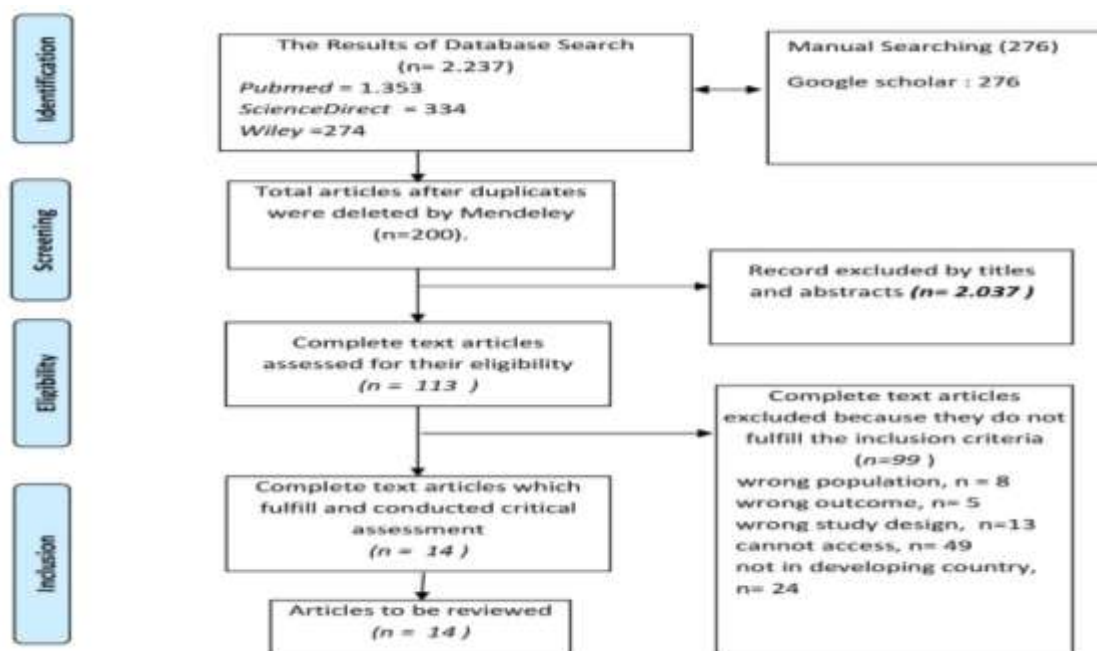 Identification
The Results of Database Search
(n= 2.237)
Pubmed = 1.353
ScienceDirect = 334
Wiley =274
Manual Searching (276)
Google scholar : 276
Screening
Total articles after duplicates
were deleted by Mendeley
(n=200).
Record excluded by titles
and abstracts (n= 2.037 )
Eligibility
Complete text articles
assessed for their eligibility
(n = 113 )
Complete text articles
excluded because they do not
fulfill the inclusion criteria
(n=99 )
wrong population, n = 8
wrong outcome, n= 5
wrong study design, n=13
cannot access, n= 49
not in developing country,
n= 24
Inclusion
Complete text articles which
fulfill and conducted critical
assessment
(n = 14 )
Articles to be reviewed
(n = 14 )